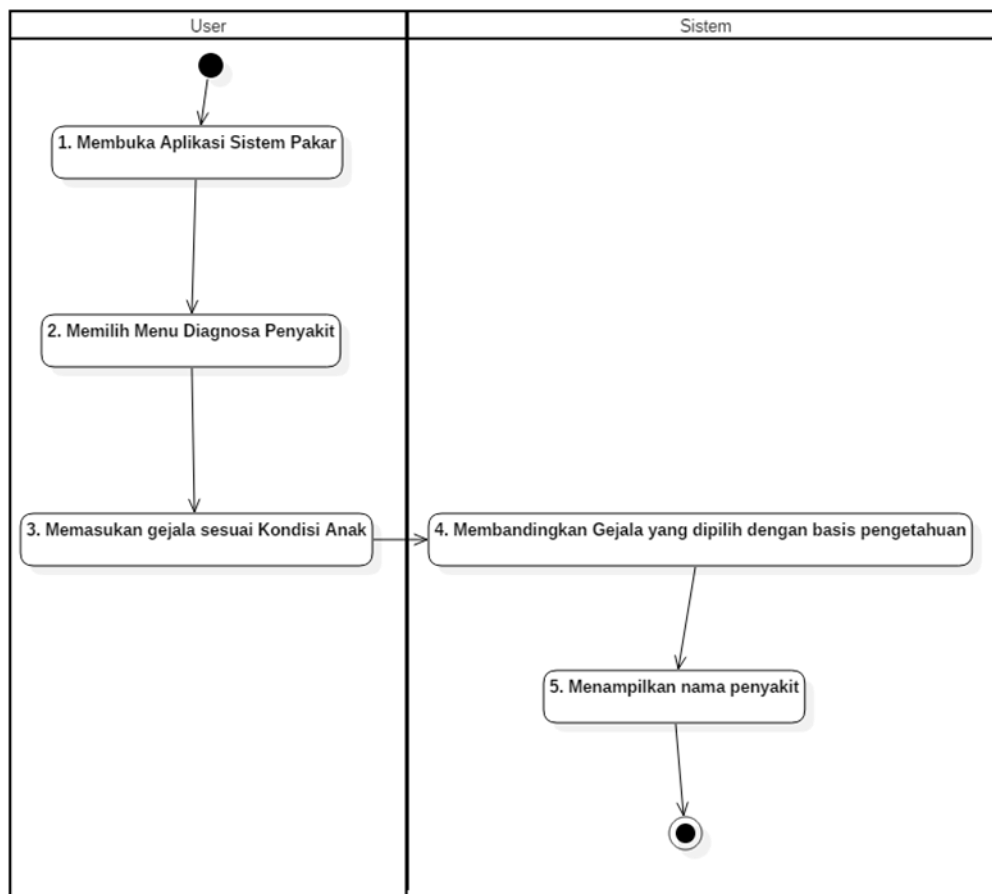 User
Sistem
1. Membuka Aplikasi Sistem Pakar
2. Memilih Menu Diagnosa Penyakit
3. Memasukan gejala sesuai Kondisi Anak
4. Membandingkan Gejala yang dipilih dengan basis pengetahuan
5. Menampilkan nama penyakit